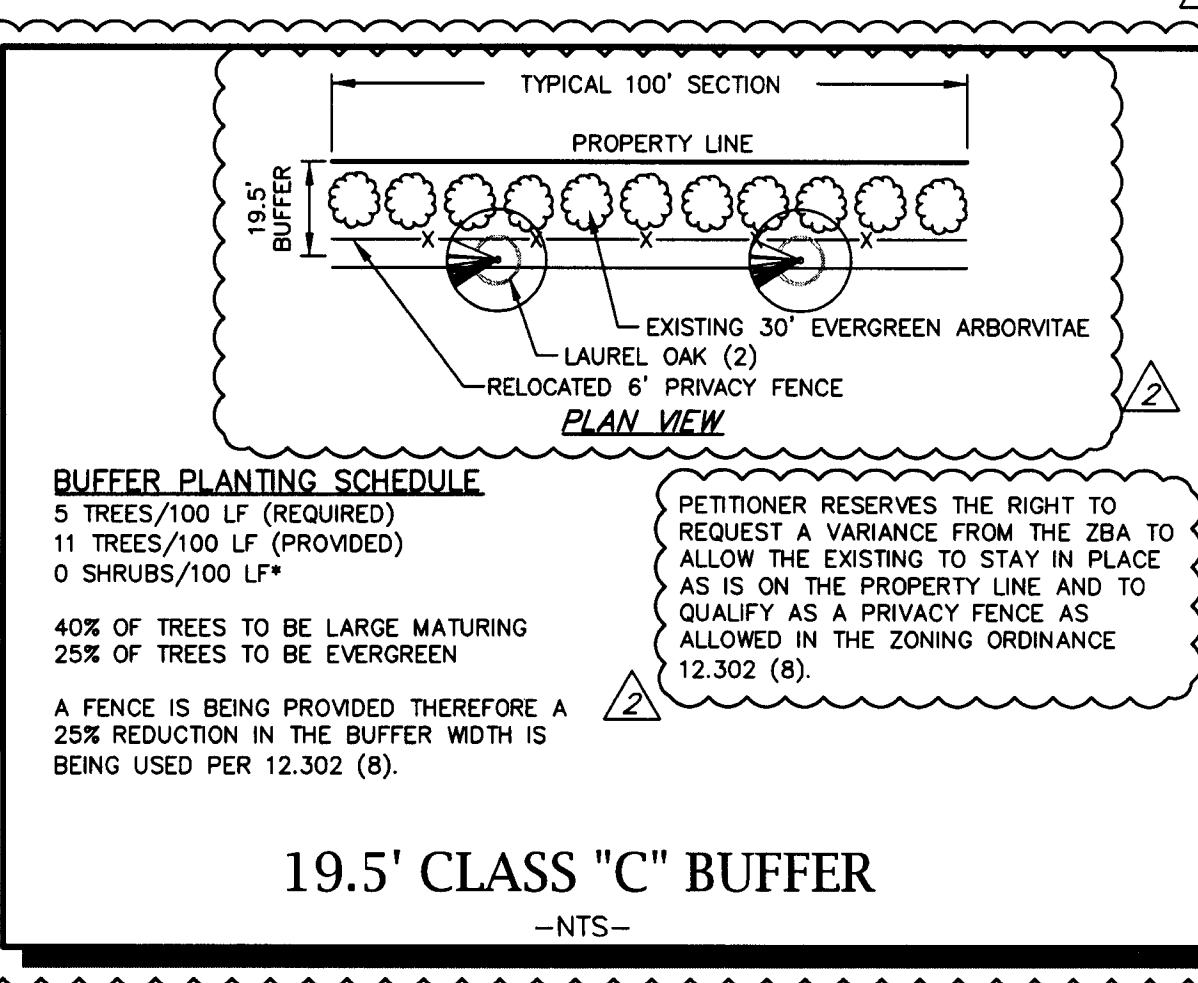 TYPICAL 100' SECTION
PROPERTY LINE
19.5'
BUFFER
X X X X X
EXISTING 30' EVERGREEN ARBORVITAE
LAUREL OAK (2)
RELOCATED 6' PRIVACY FENCE
PLAN VIEW
2
BUFFER PLANTING SCHEDULE
5 TREES/100 LF (REQUIRED)
11 TREES/100 LF (PROVIDED)
0 SHRUBS/100 LF*
40% OF TREES TO BE LARGE MATURING
25% OF TREES TO BE EVERGREEN
A FENCE IS BEING PROVIDED THEREFORE A
25% REDUCTION IN THE BUFFER WIDTH IS
BEING USED PER 12.302 (8).
2
PETITIONER RESERVES THE RIGHT TO
REQUEST A VARIANCE FROM THE ZBA TO
ALLOW THE EXISTING TO STAY IN PLACE
AS IS ON THE PROPERTY LINE AND TO
QUALIFY AS A PRIVACY FENCE AS
ALLOWED IN THE ZONING ORDINANCE
12.302 (8).
19.5' CLASS "C" BUFFER
-NTS-